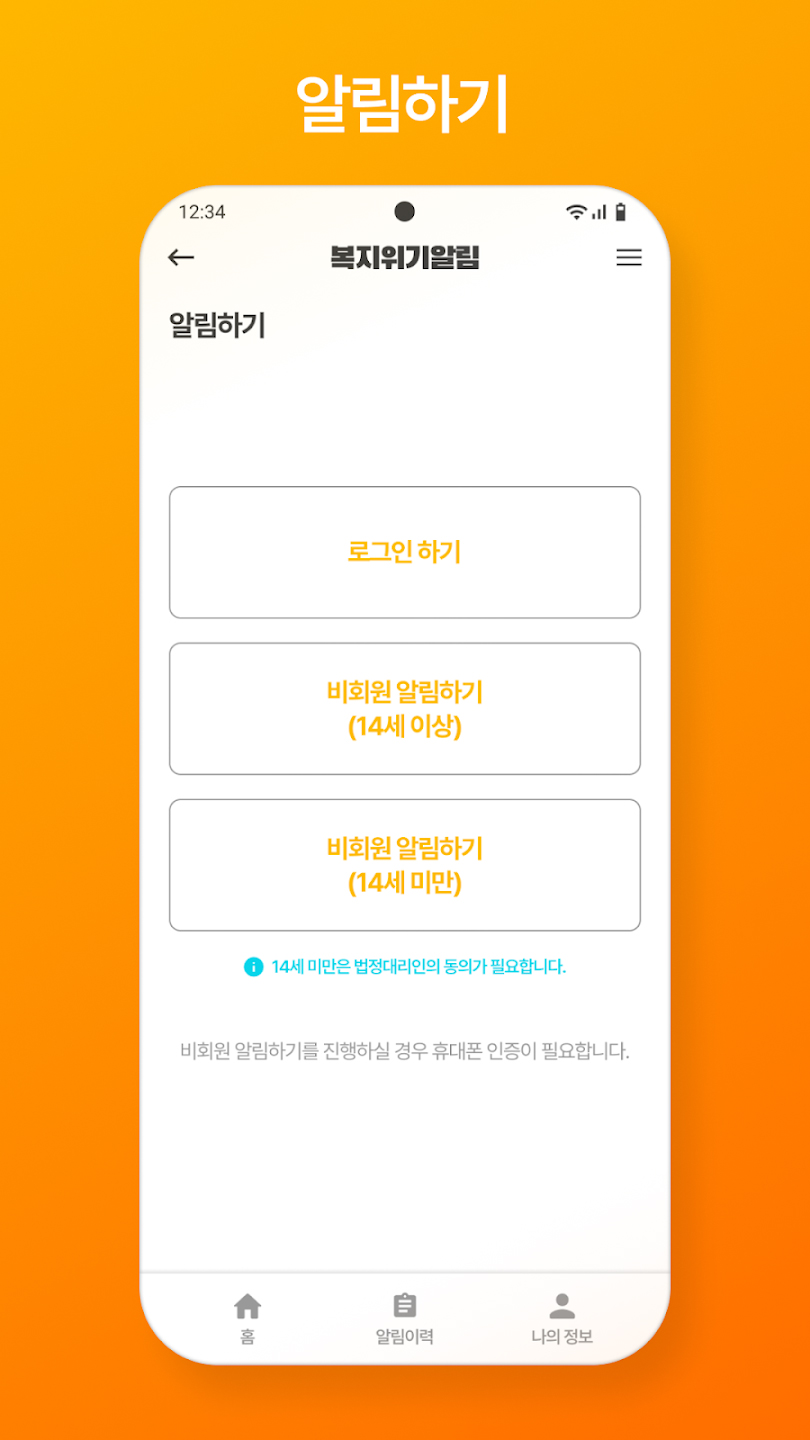 알림하기
12:34
복지위기알림
알림하기
로그인 하기
비회원 알림하기
(14세 이상)
비회원 알림하기
(14세 미만)
14세 미만은 법정대리인의 동의가 필요합니다.
비회원 알림하기를 진행하실 경우 휴대폰 인증이 필요합니다.
홈 알림이력 나의 정보